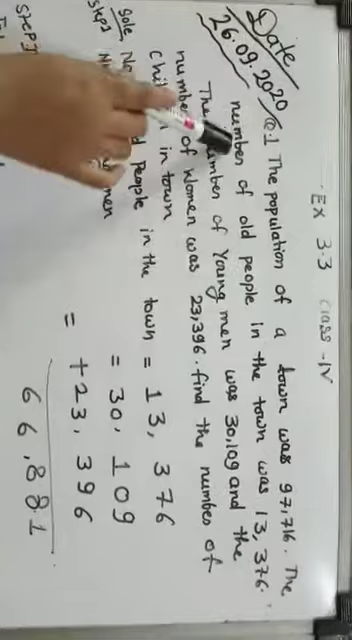 Date
26.09.2020
EX 3.3 Class -IV
Q.1 The population of a town was 97,716. The
number of old people in the town was 13,376.
The number of young men was 30,109 and the
number of women was 23,396. find the number of
in town
Sole
Step1
people in the town = 13,376
= 30,109
= +23,396
66,881